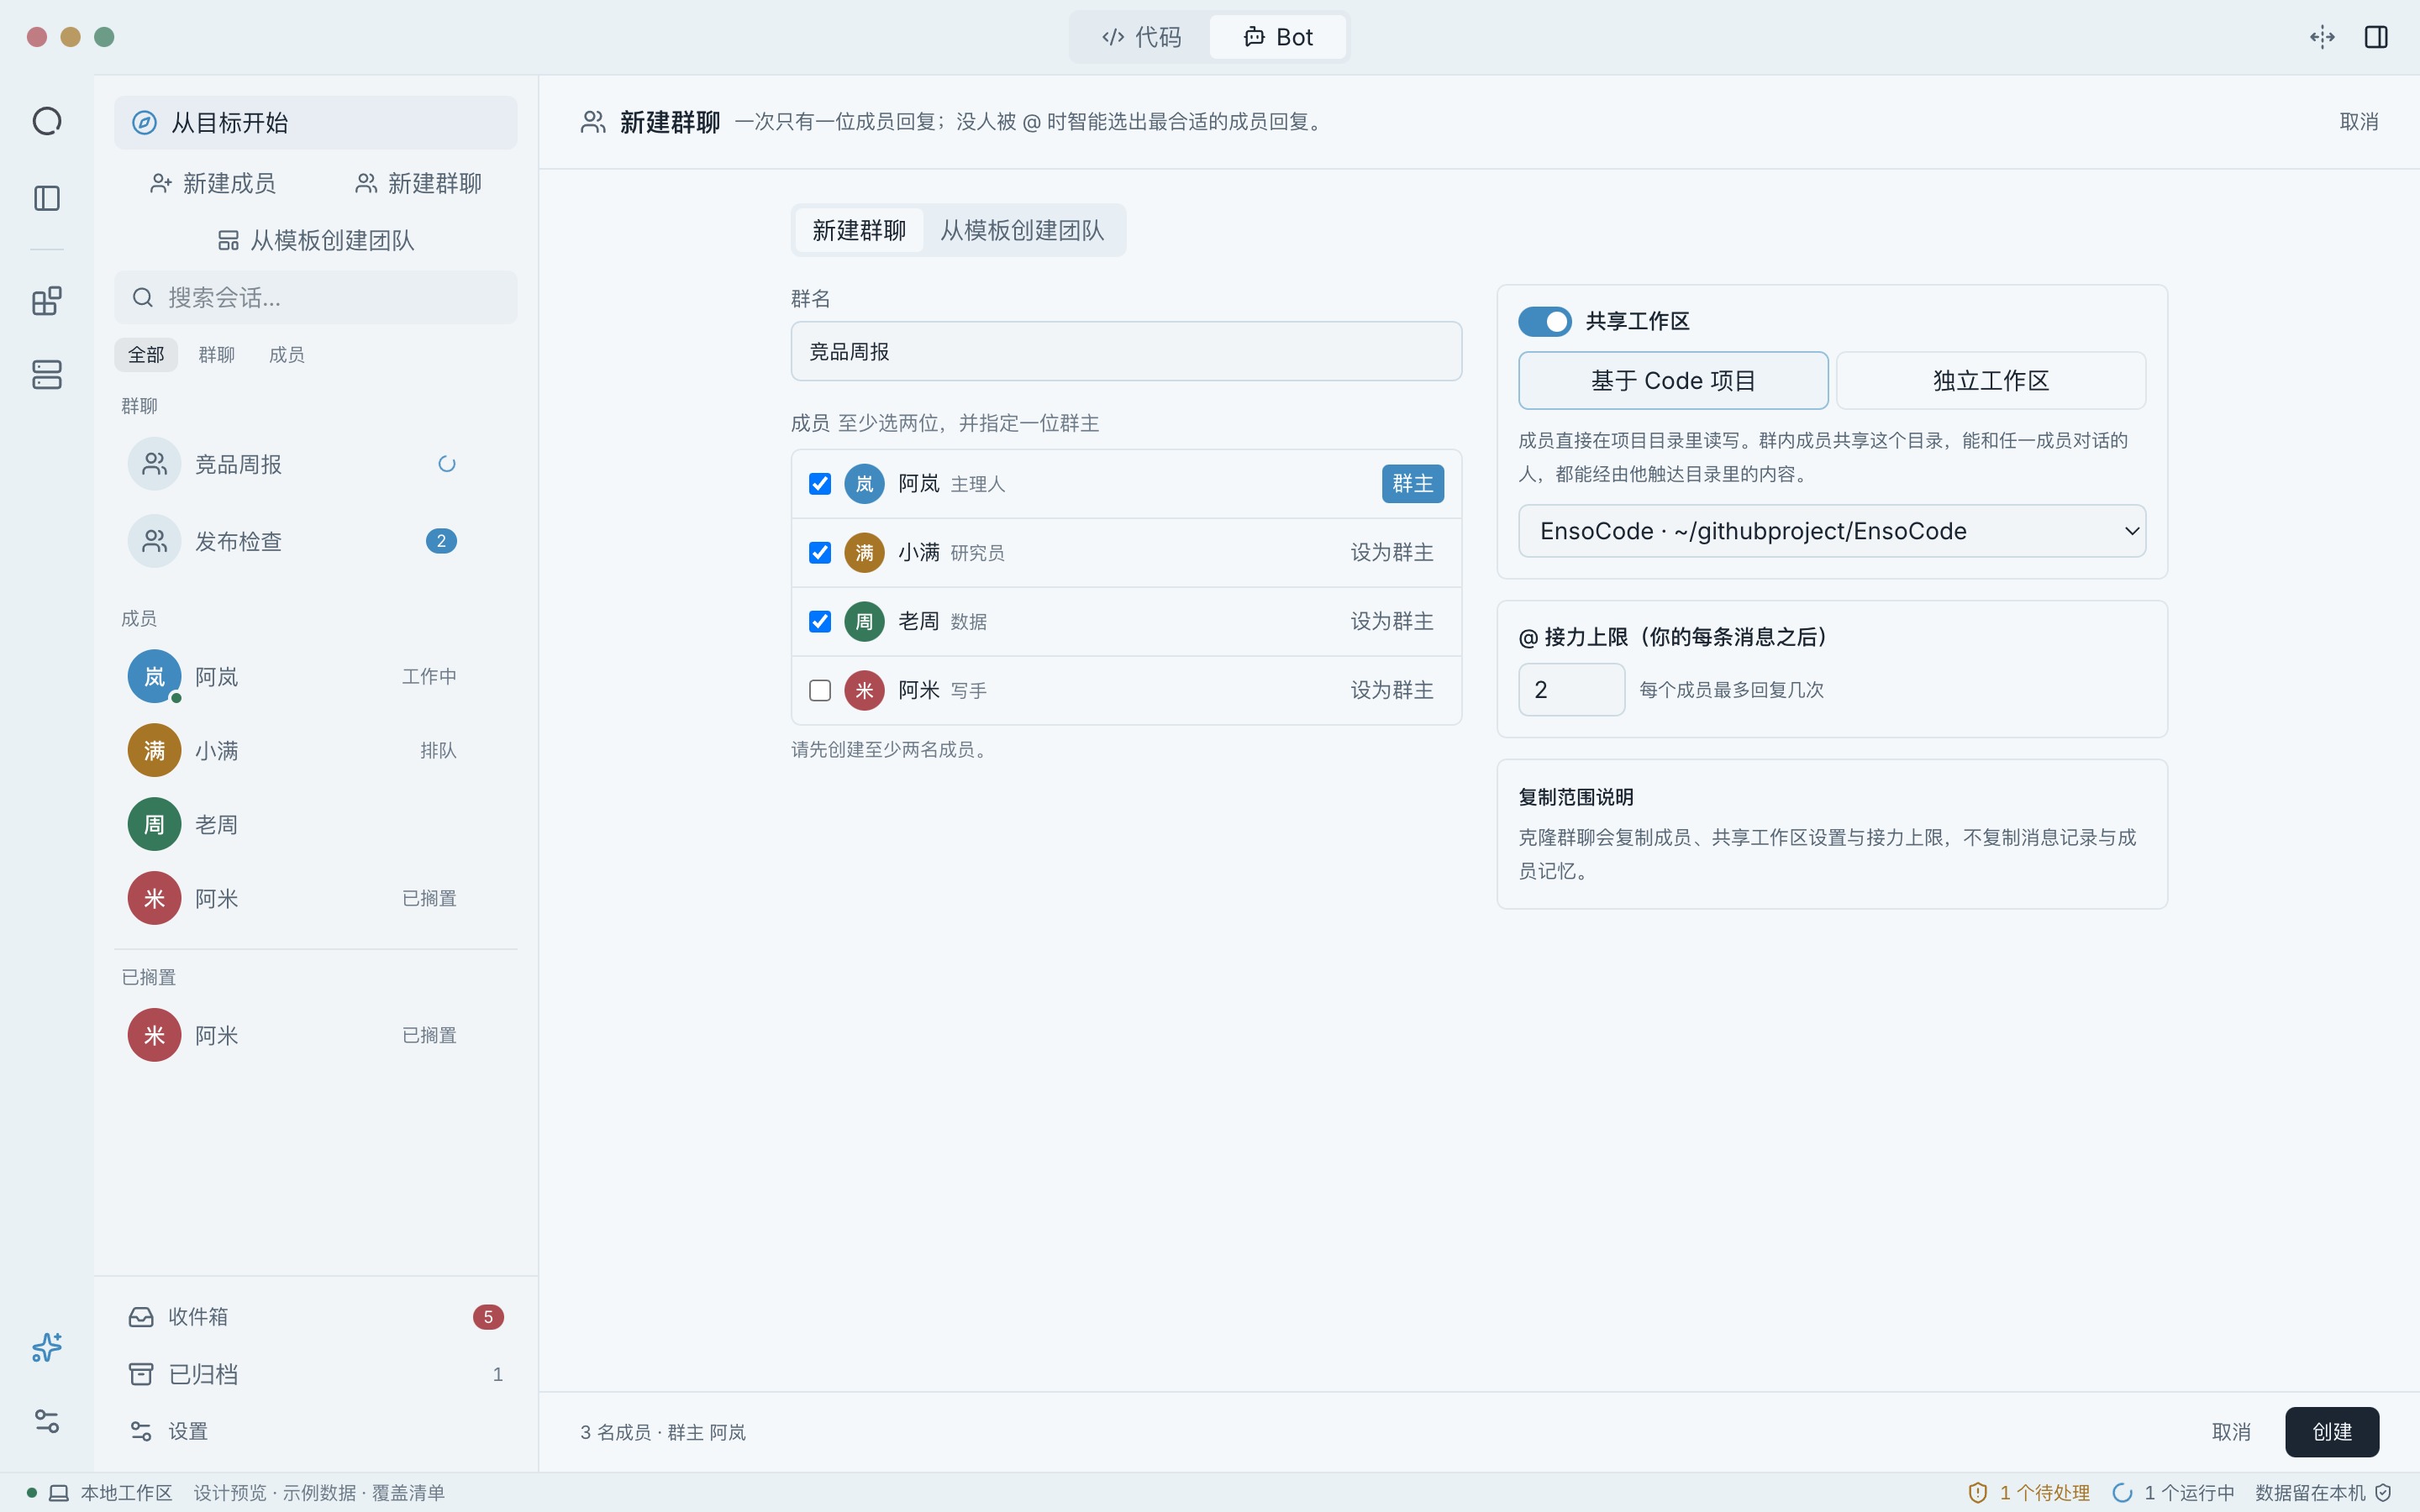 代码
Bot
从目标开始
新建成员
新建群聊
从模板创建团队
搜索会话...
全部
群聊
成员
群聊
竞品周报
发布检查
2
成员
岚
阿岚
工作中
满
小满
排队
周
老周
米
阿米
已搁置
已搁置
米
阿米
已搁置
收件箱
5
已归档
1
设置
新建群聊
一次只有一位成员回复；没人被 @ 时智能选出最合适的成员回复。
取消
新建群聊
从模板创建团队
群名
竞品周报
成员 至少选两位，并指定一位群主
岚
阿岚 主理人
群主
满
小满 研究员
设为群主
周
老周 数据
设为群主
米
阿米 写手
设为群主
请先创建至少两名成员。
共享工作区
基于 Code 项目
独立工作区
成员直接在项目目录里读写。群内成员共享这个目录，能和任一成员对话的
人，都能经由他触达目录里的内容。
EnsoCode · ~/githubproject/EnsoCode
@ 接力上限（你的每条消息之后）
2
每个成员最多回复几次
复制范围说明
克隆群聊会复制成员、共享工作区设置与接力上限，不复制消息记录与成
员记忆。
3 名成员 · 群主 阿岚
取消
创建
本地工作区
设计预览 · 示例数据 · 覆盖清单
1 个待处理
1 个运行中
数据留在本机